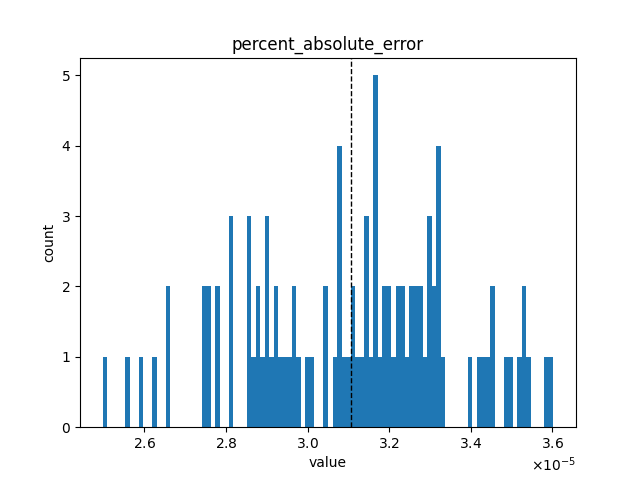 percent_absolute_error
5
4
3
2
1
0
count
2.6 2.8 3.0 3.2 3.4 3.6
value
×10⁻⁵